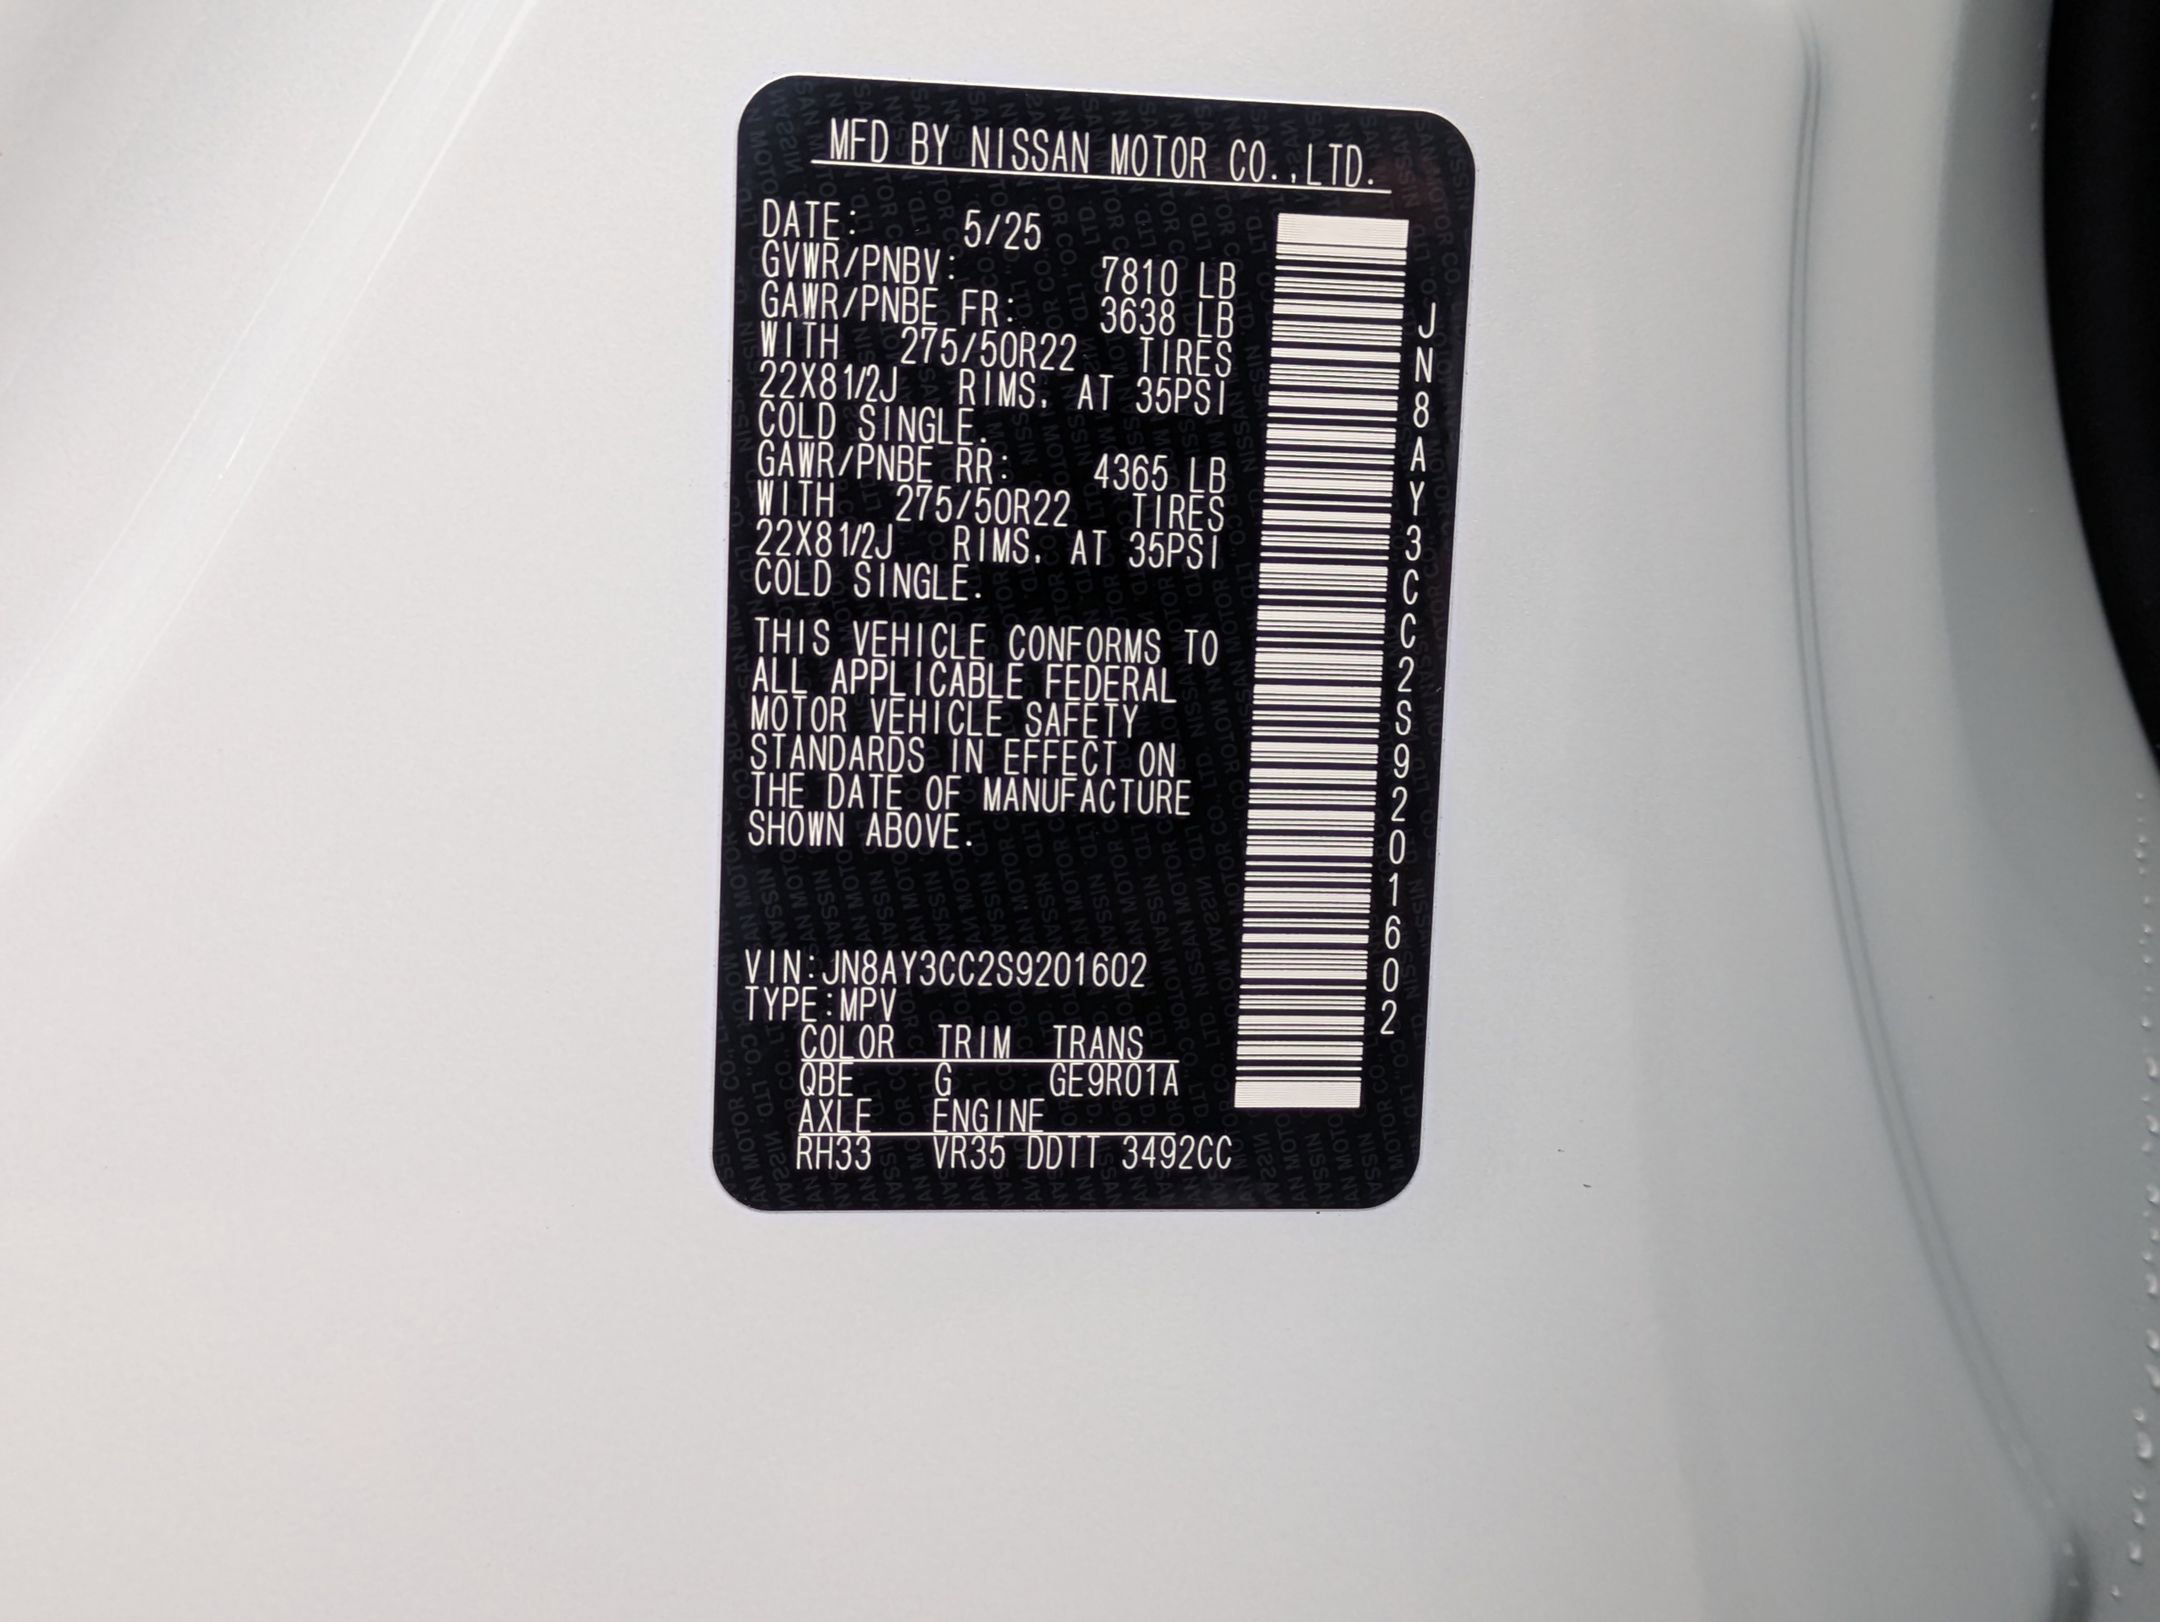 MFD BY NISSAN MOTOR CO.,LTD.
DATE: 5/25
GVWR/PNBV: 7810 LB
GAWR/PNBE FR: 3638 LB
WITH 275/50R22 TIRES
22X81/2J RIMS, AT 35PSI
COLD SINGLE.
GAWR/PNBE RR: 4365 LB
WITH 275/50R22 TIRES
22X81/2J RIMS, AT 35PSI
COLD SINGLE.
THIS VEHICLE CONFORMS TO
ALL APPLICABLE FEDERAL
MOTOR VEHICLE SAFETY
STANDARDS IN EFFECT ON
THE DATE OF MANUFACTURE
SHOWN ABOVE.
VIN:JN8AY3CC2S9201602
TYPE:MPV
COLOR TRIM TRANS
QBE G GE9R01A
AXLE ENGINE
RH33 VR35 DDTT 3492CC
JN8AY3CC2S9201602